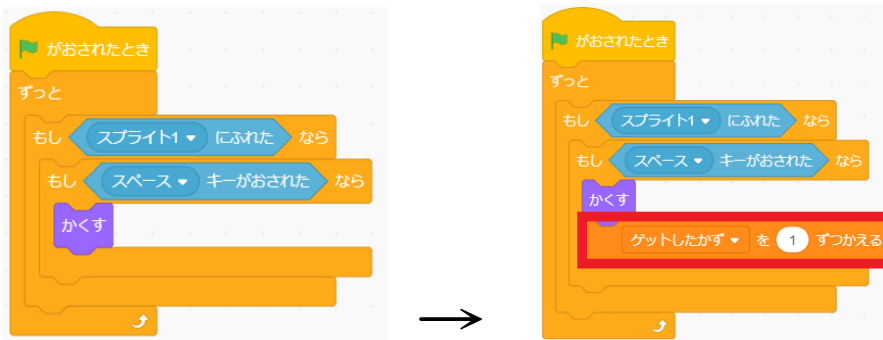 がおされたとき
ずっと
もし スプライト1 にふれた なら
もし スペース キーがおされた なら
かくす
→
がおされたとき
ずっと
もし スプライト1 にふれた なら
もし スペース キーがおされた なら
かくす
ゲットしたかず を 1 ずつかえる